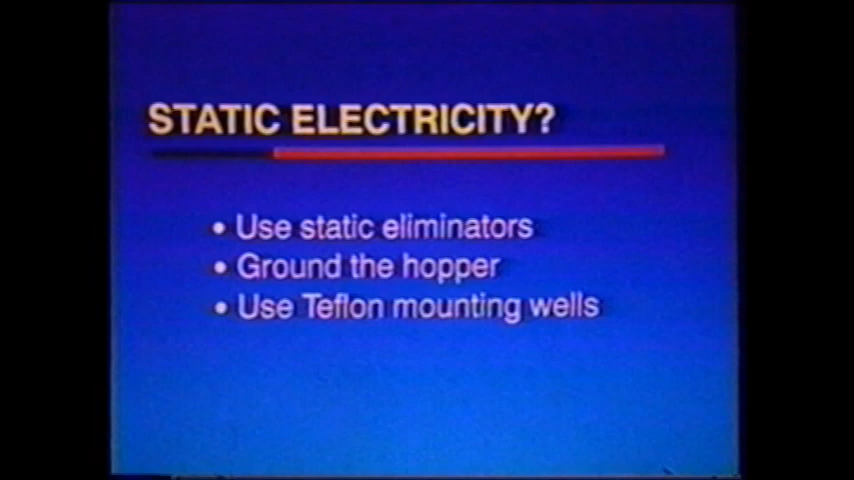 STATIC ELECTRICITY?
• Use static eliminators
• Ground the hopper
• Use Teflon mounting wells